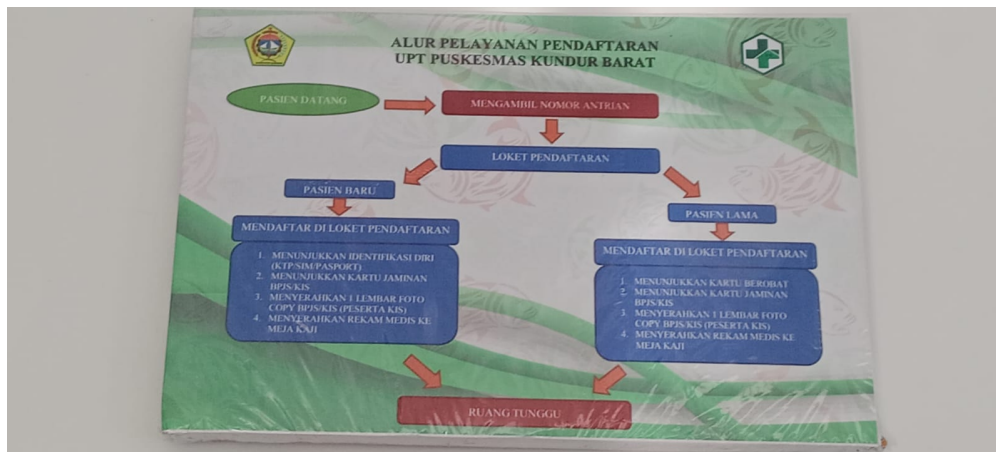 ALUR PELAYANAN PENDAFTARAN
UPT PUSKESMAS KUNDUR BARAT
PASIEN DATANG
MENGAMBIL NOMOR ANTRIAN
LOKET PENDAFTARAN
PASIEN BARU
MENDAFTAR DI LOKET PENDAFTARAN
1. MENUNJUKKAN IDENTIFIKASI DIRI
(KTP/SIM/PASPORT)
2. MENUNJUKKAN KARTU JAMINAN
BPJS/KIS
3. MENYERAHKAN 1 LEMBAR FOTO
COPY BPJS/KIS (PESERTA KIS)
4. MENYERAHKAN REKAM MEDIS KE
MEJA KAJI
PASIEN LAMA
MENDAFTAR DI LOKET PENDAFTARAN
1. MENUNJUKKAN KARTU BEROBAT
2. MENUNJUKKAN KARTU JAMINAN
BPJS/KIS
3. MENYERAHKAN 1 LEMBAR FOTO
COPY BPJS/KIS (PESERTA KIS)
4. MENYERAHKAN REKAM MEDIS KE
MEJA KAJI
RUANG TUNGGU